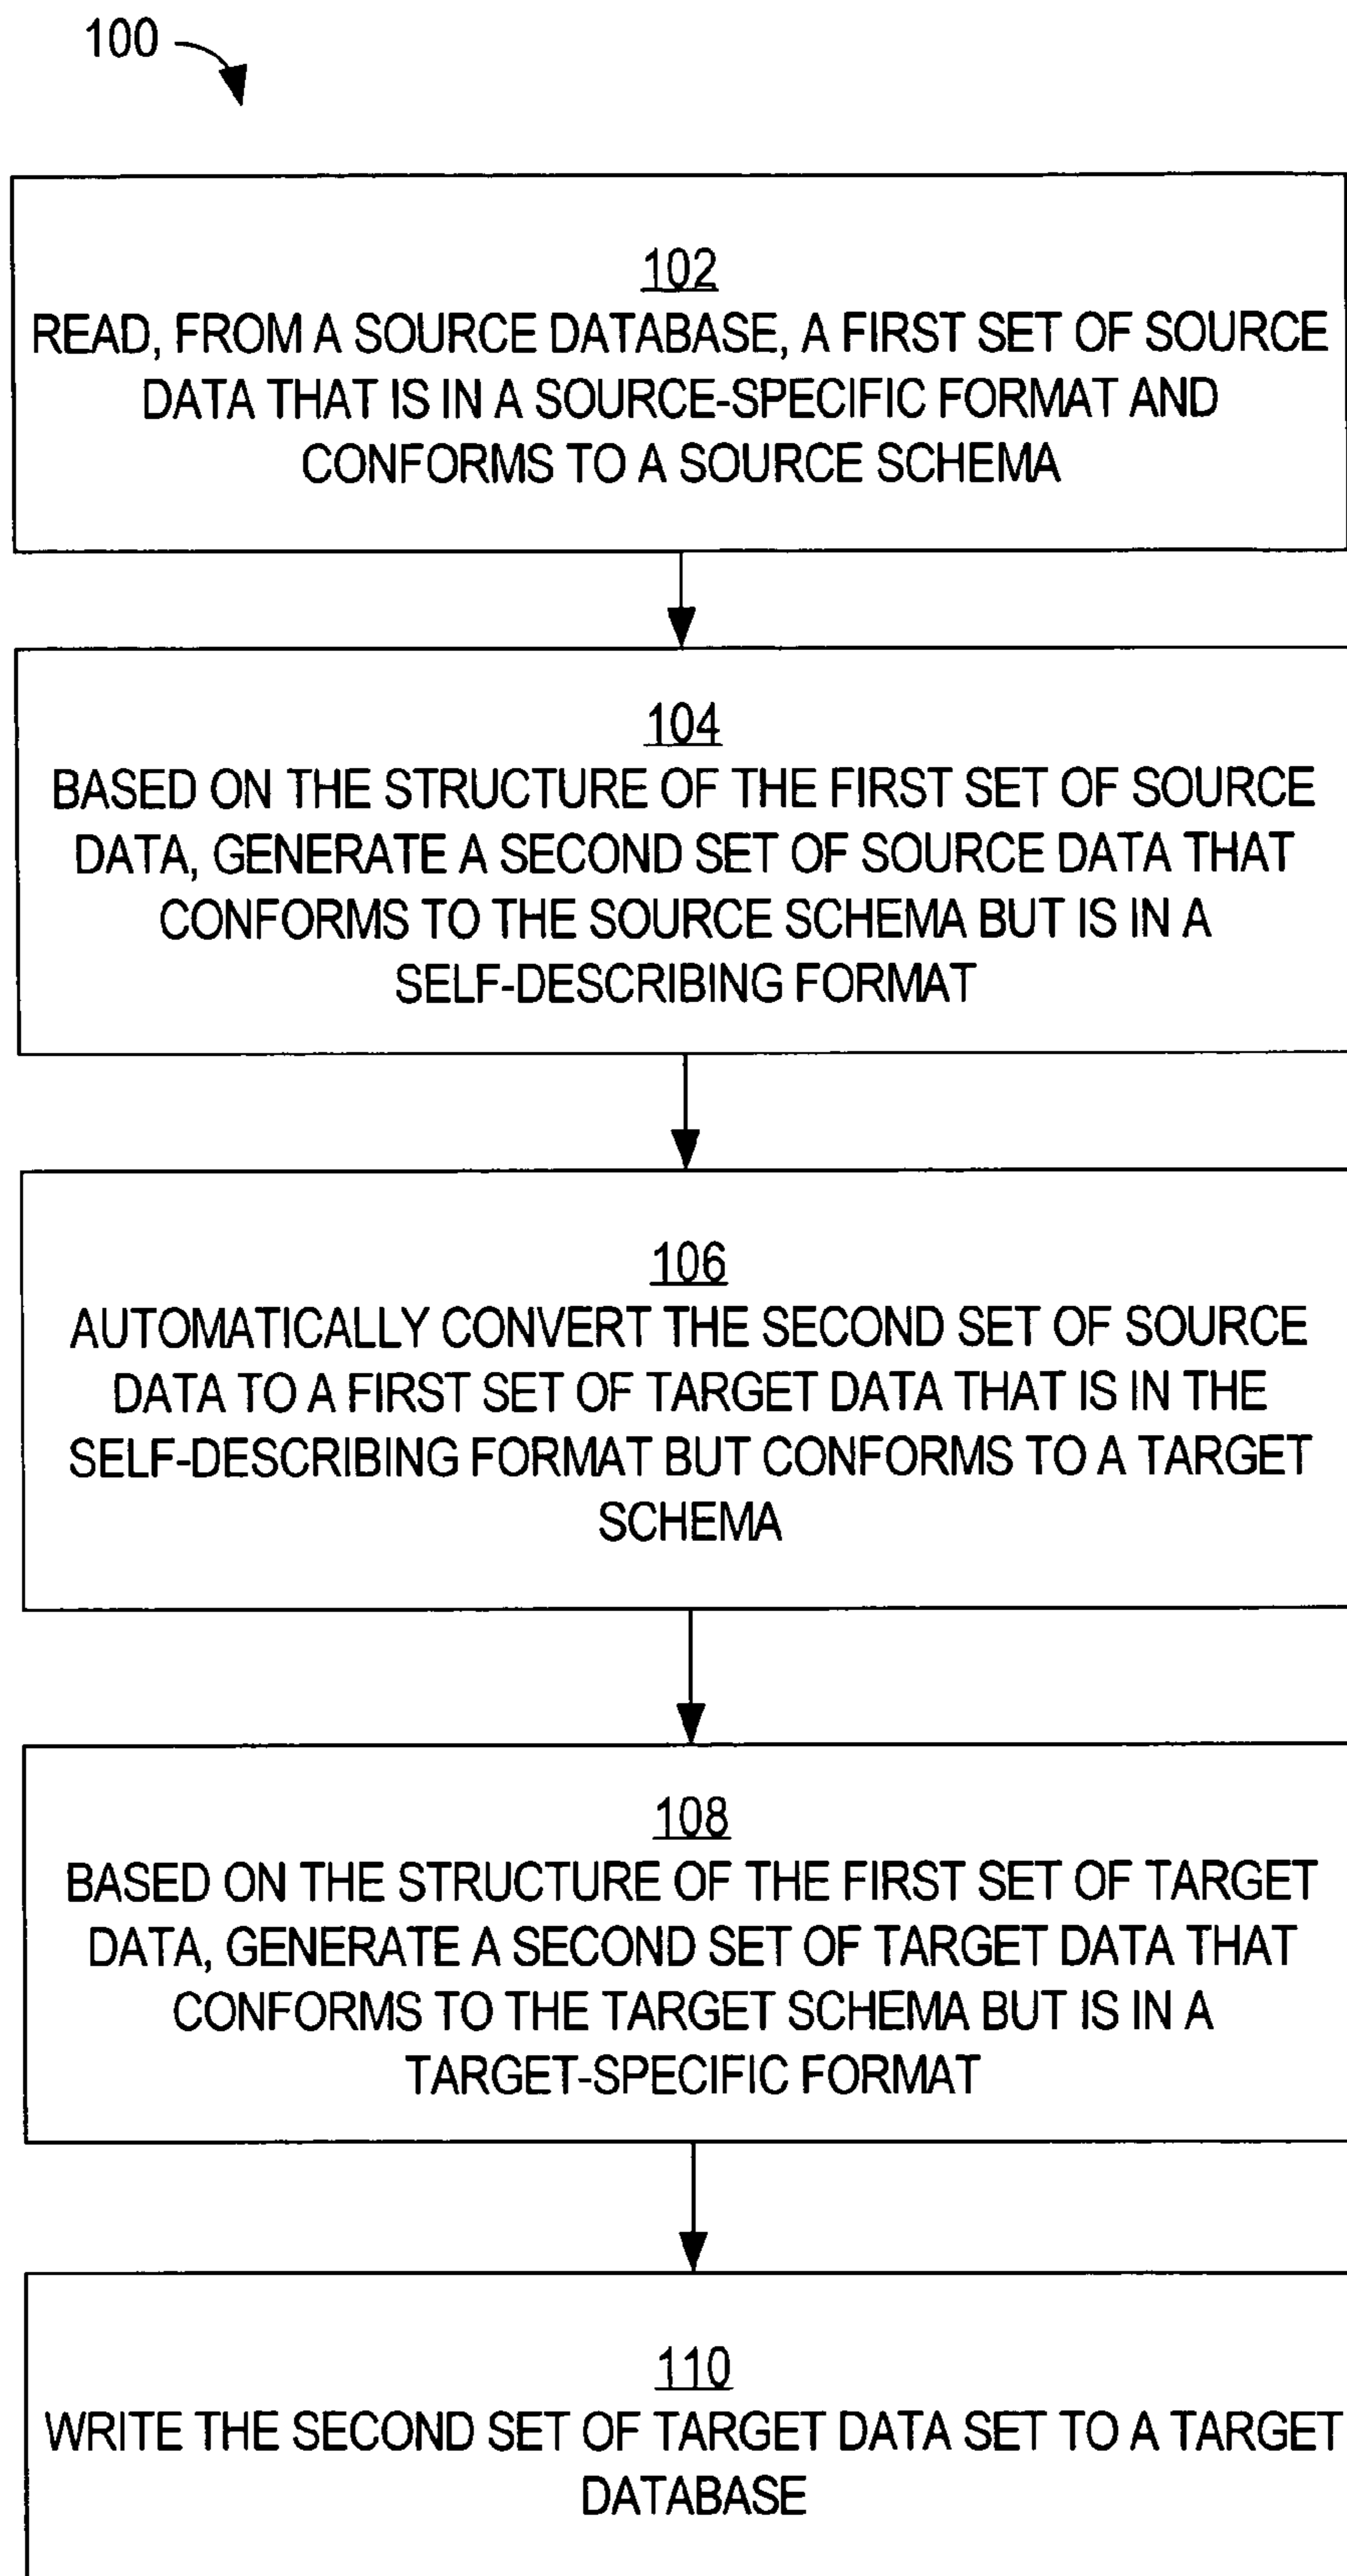 100
102
READ, FROM A SOURCE DATABASE, A FIRST SET OF SOURCE
DATA THAT IS IN A SOURCE-SPECIFIC FORMAT AND
CONFORMS TO A SOURCE SCHEMA
104
BASED ON THE STRUCTURE OF THE FIRST SET OF SOURCE
DATA, GENERATE A SECOND SET OF SOURCE DATA THAT
CONFORMS TO THE SOURCE SCHEMA BUT IS IN A
SELF-DESCRIBING FORMAT
106
AUTOMATICALLY CONVERT THE SECOND SET OF SOURCE
DATA TO A FIRST SET OF TARGET DATA THAT IS IN THE
SELF-DESCRIBING FORMAT BUT CONFORMS TO A TARGET
SCHEMA
108
BASED ON THE STRUCTURE OF THE FIRST SET OF TARGET
DATA, GENERATE A SECOND SET OF TARGET DATA THAT
CONFORMS TO THE TARGET SCHEMA BUT IS IN A
TARGET-SPECIFIC FORMAT
110
WRITE THE SECOND SET OF TARGET DATA SET TO A TARGET
DATABASE